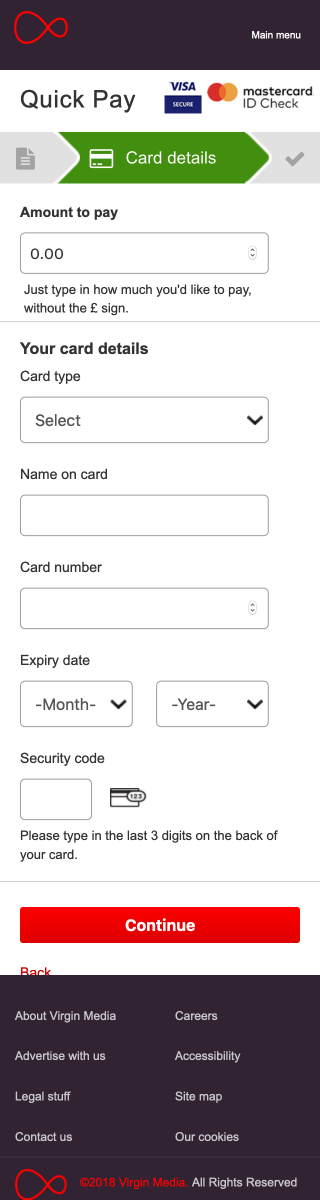 Main menu
Quick Pay
VISA
SECURE
mastercard.
ID Check
Card details
Amount to pay
0.00
Just type in how much you'd like to pay,
without the £ sign.
Your card details
Card type
Select
Name on card
Card number
Expiry date
-Month-
-Year-
Security code
123
Please type in the last 3 digits on the back of
your card.
Continue
Back
About Virgin Media
Careers
Advertise with us
Accessibility
Legal stuff
Site map
Contact us
Our cookies
©2018 Virgin Media. All Rights Reserved